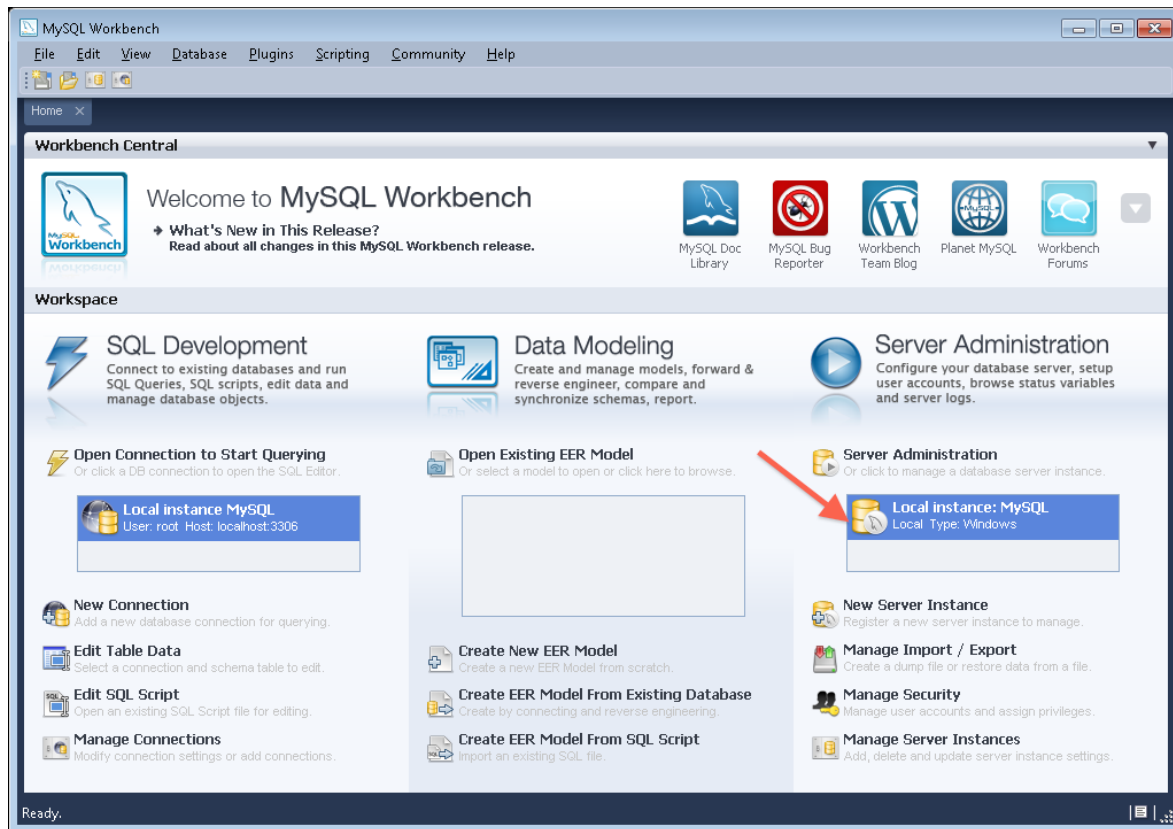 MySQL Workbench
File Edit View Database Plugins Scripting Community Help
Home
Workbench Central
MySQL
Workbench
Welcome to MySQL Workbench
What's New in This Release?
Read about all changes in this MySQL Workbench release.
MySQL Doc
Library
MySQL Bug
Reporter
Workbench
Team Blog
MySQL
Planet MySQL
Workbench
Forums
Workspace
SQL Development
Connect to existing databases and run
SQL Queries, SQL scripts, edit data and
manage database objects.
Data Modeling
Create and manage models, forward &
reverse engineer, compare and
synchronize schemas, report.
Server Administration
Configure your database server, setup
user accounts, browse status variables
and server logs.
Open Connection to Start Querying
Or click a DB connection to open the SQL Editor.
Local instance MySQL
User: root Host: localhost:3306
New Connection
Add a new database connection for querying.
Edit Table Data
Select a connection and schema table to edit.
SQL
Edit SQL Script
Open an existing SQL Script file for editing.
Manage Connections
Modify connection settings or add connections.
Open Existing EER Model
Or select a model to open or click here to browse.
Create New EER Model
Create a new EER Model from scratch.
Create EER Model From Existing Database
Create by connecting and reverse engineering.
Create EER Model From SQL Script
Import an existing SQL file.
Server Administration
Or click to manage a database server instance.
Local instance: MySQL
Local Type: Windows
New Server Instance
Register a new server instance to manage.
Manage Import / Export
Create a dump file or restore data from a file.
Manage Security
Manage user accounts and assign privileges.
Manage Server Instances
Add, delete and update server instance settings.
Ready.